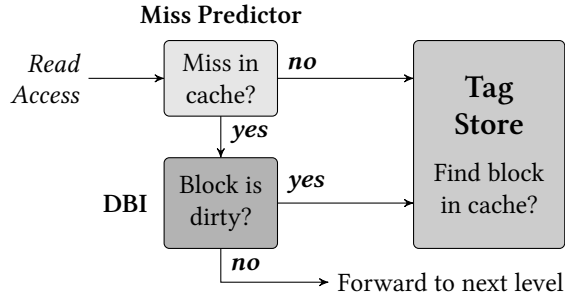 Miss Predictor
Read
Access
Miss in
cache?
no
yes
Tag
Store
Find block
in cache?
DBI
Block is
dirty?
yes
no
Forward to next level